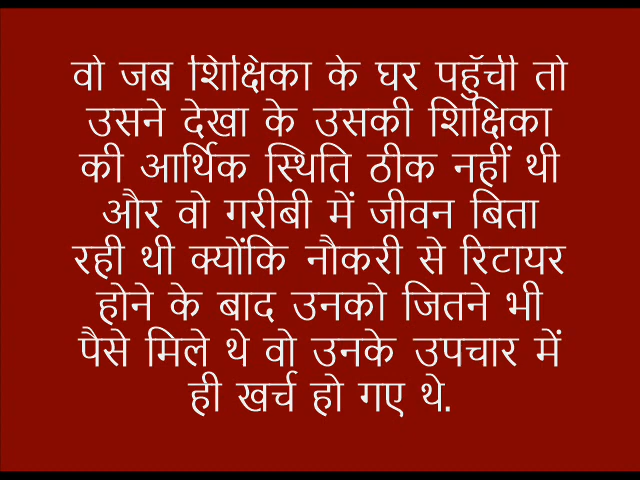 वो जब शिक्षिका के घर पहुँची तो
उसने देखा के उसकी शिक्षिका
की आर्थिक स्थिति ठीक नहीं थी
और वो गरीबी में जीवन बिता
रही थी क्योंकि नौकरी से रिटायर
होने के बाद उनको जितने भी
पैसे मिले थे वो उनके उपचार में
ही खर्च हो गए थे.